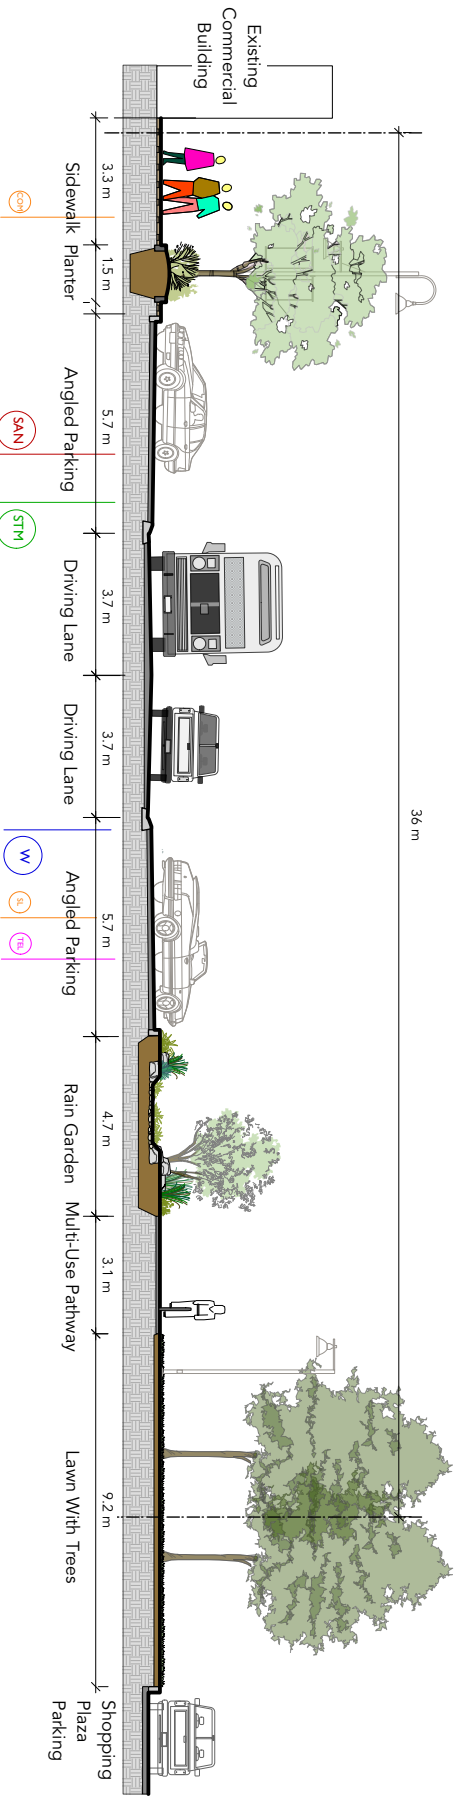 Existing
Commercial
Building
36 m
3.3 m
1.5 m
5.7 m
3.7 m
3.7 m
5.7 m
4.7 m
3.1 m
9.2 m
Sidewalk
Planter
Angled Parking
Driving Lane
Driving Lane
Angled Parking
Rain Garden
Multi-Use Pathway
Lawn With Trees
Shopping
Plaza
Parking
COM
SAN
STM
W
SL
TEL